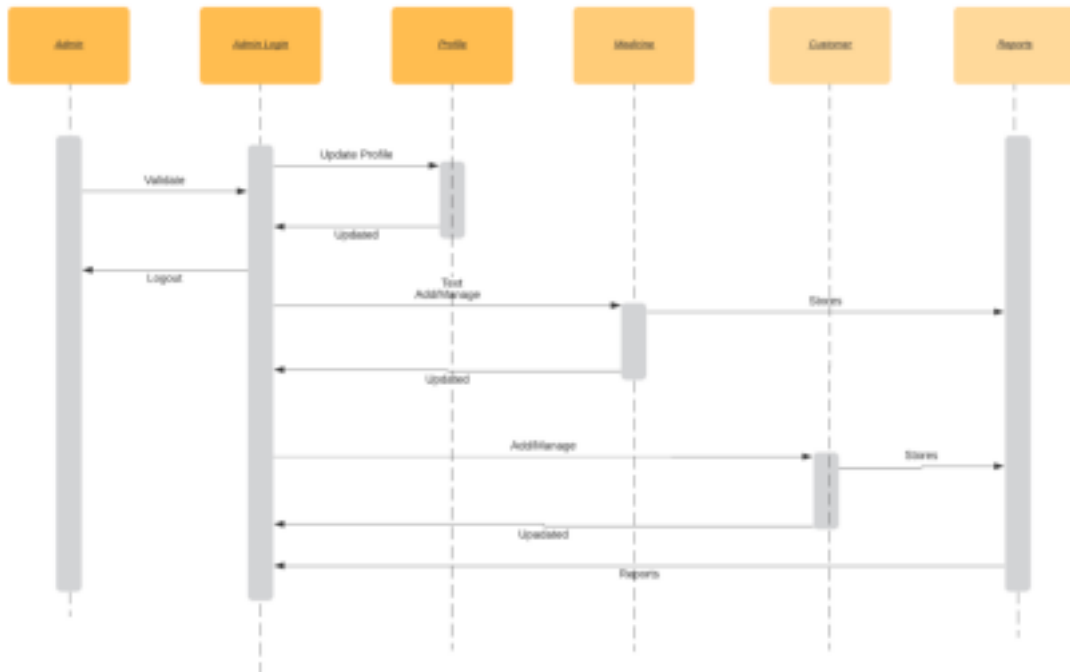 Admin
Admin Login
Profile
Medicine
Customer
Reports
Update Profile
Validate
Updated
Logout
Text
Add/Manage
Stores
Updated
Add/Manage
Stores
Upadated
Reports